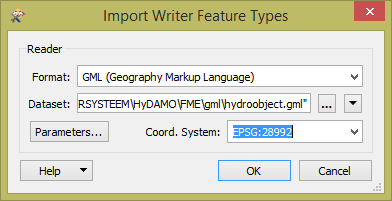 Import Writer Feature Types
Reader
Format: GML (Geography Markup Language)
Dataset: RSYSTEEM\HyDAMO\FME\gml\hydroobject.gml" ...
Parameters... Coord. System: EPSG:28992
Help OK Cancel